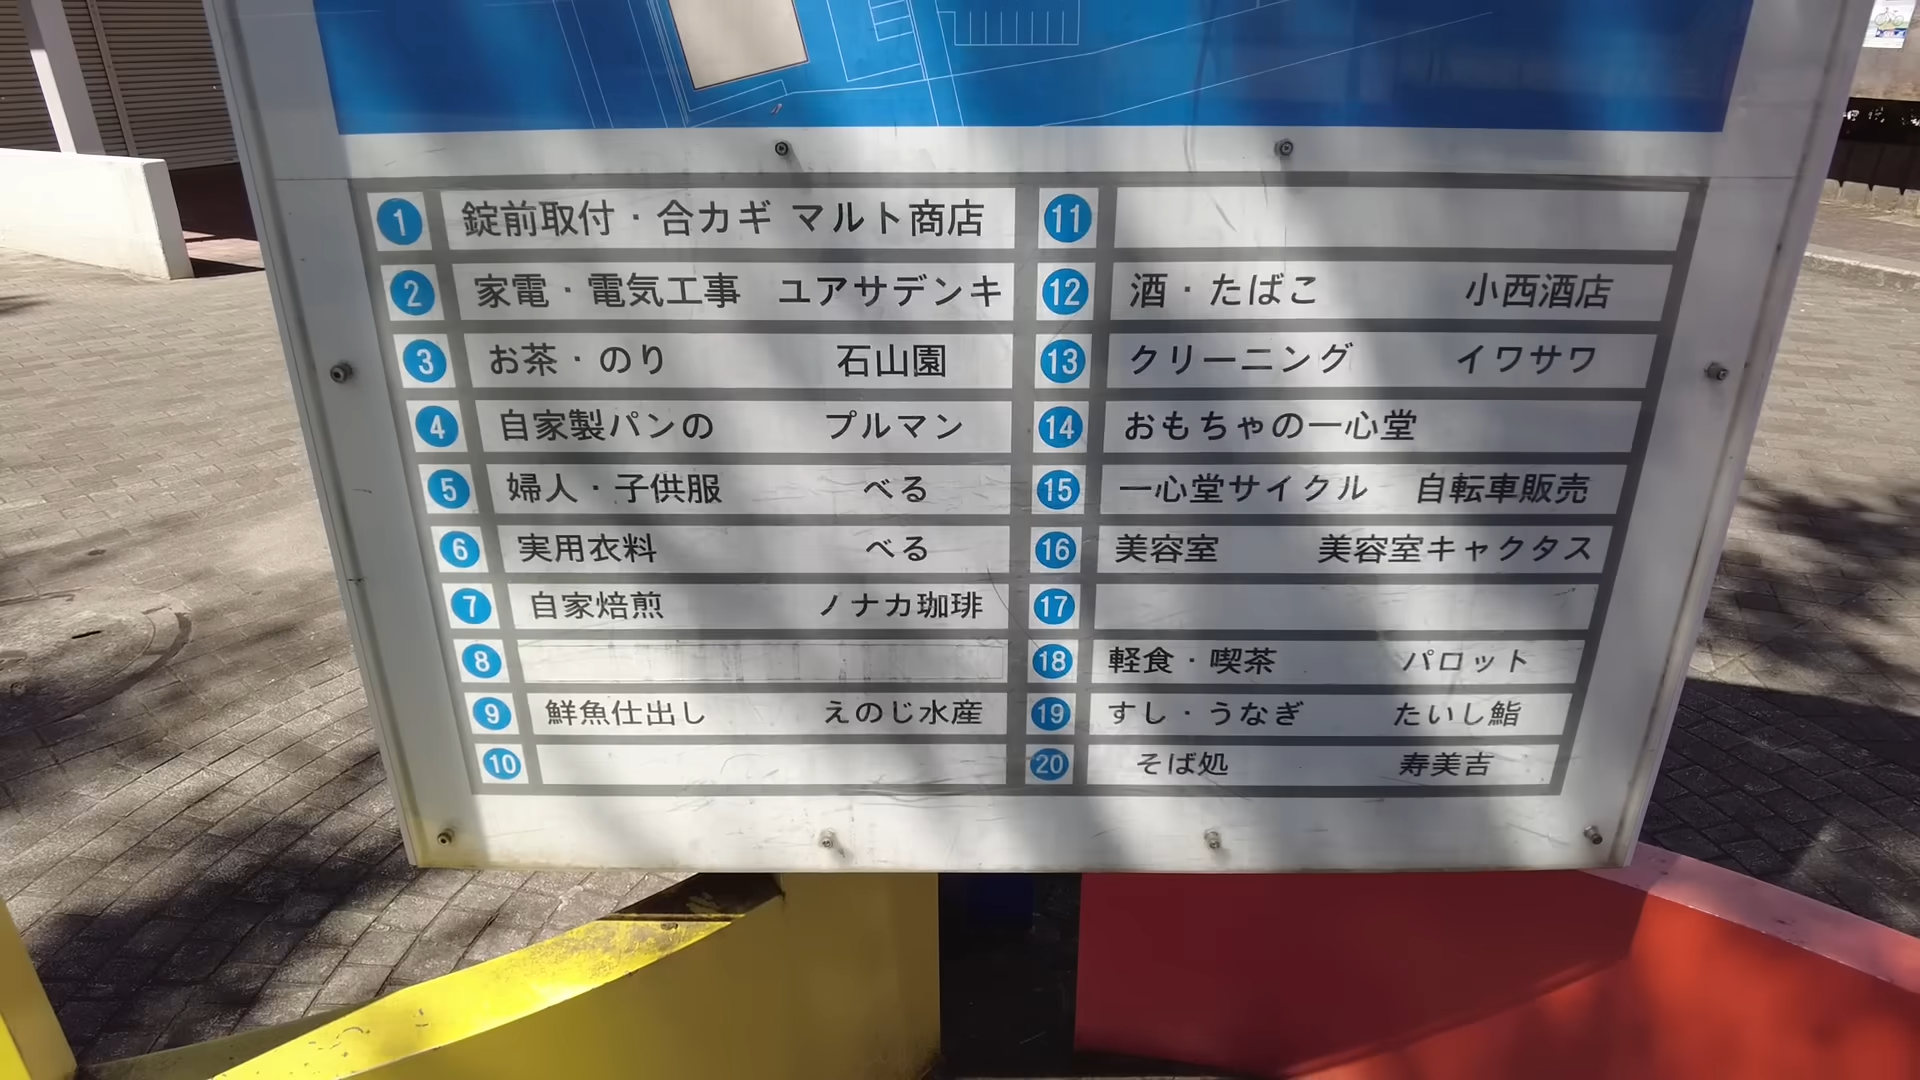 1 錠前取付・合カギ マルト商店
2 家電・電気工事 ユアサデンキ
3 お茶・のり 石山園
4 自家製パンの プルマン
5 婦人・子供服 べる
6 実用衣料 べる
7 自家焙煎 ノナカ珈琲
8
9 鮮魚仕出し えのじ水産
10
11
12 酒・たばこ 小西酒店
13 クリーニング イワサワ
14 おもちゃの一心堂
15 一心堂サイクル 自転車販売
16 美容室 美容室キャクタス
17
18 軽食・喫茶 パロット
19 すし・うなぎ たいし鮨
20 そば処 寿美吉